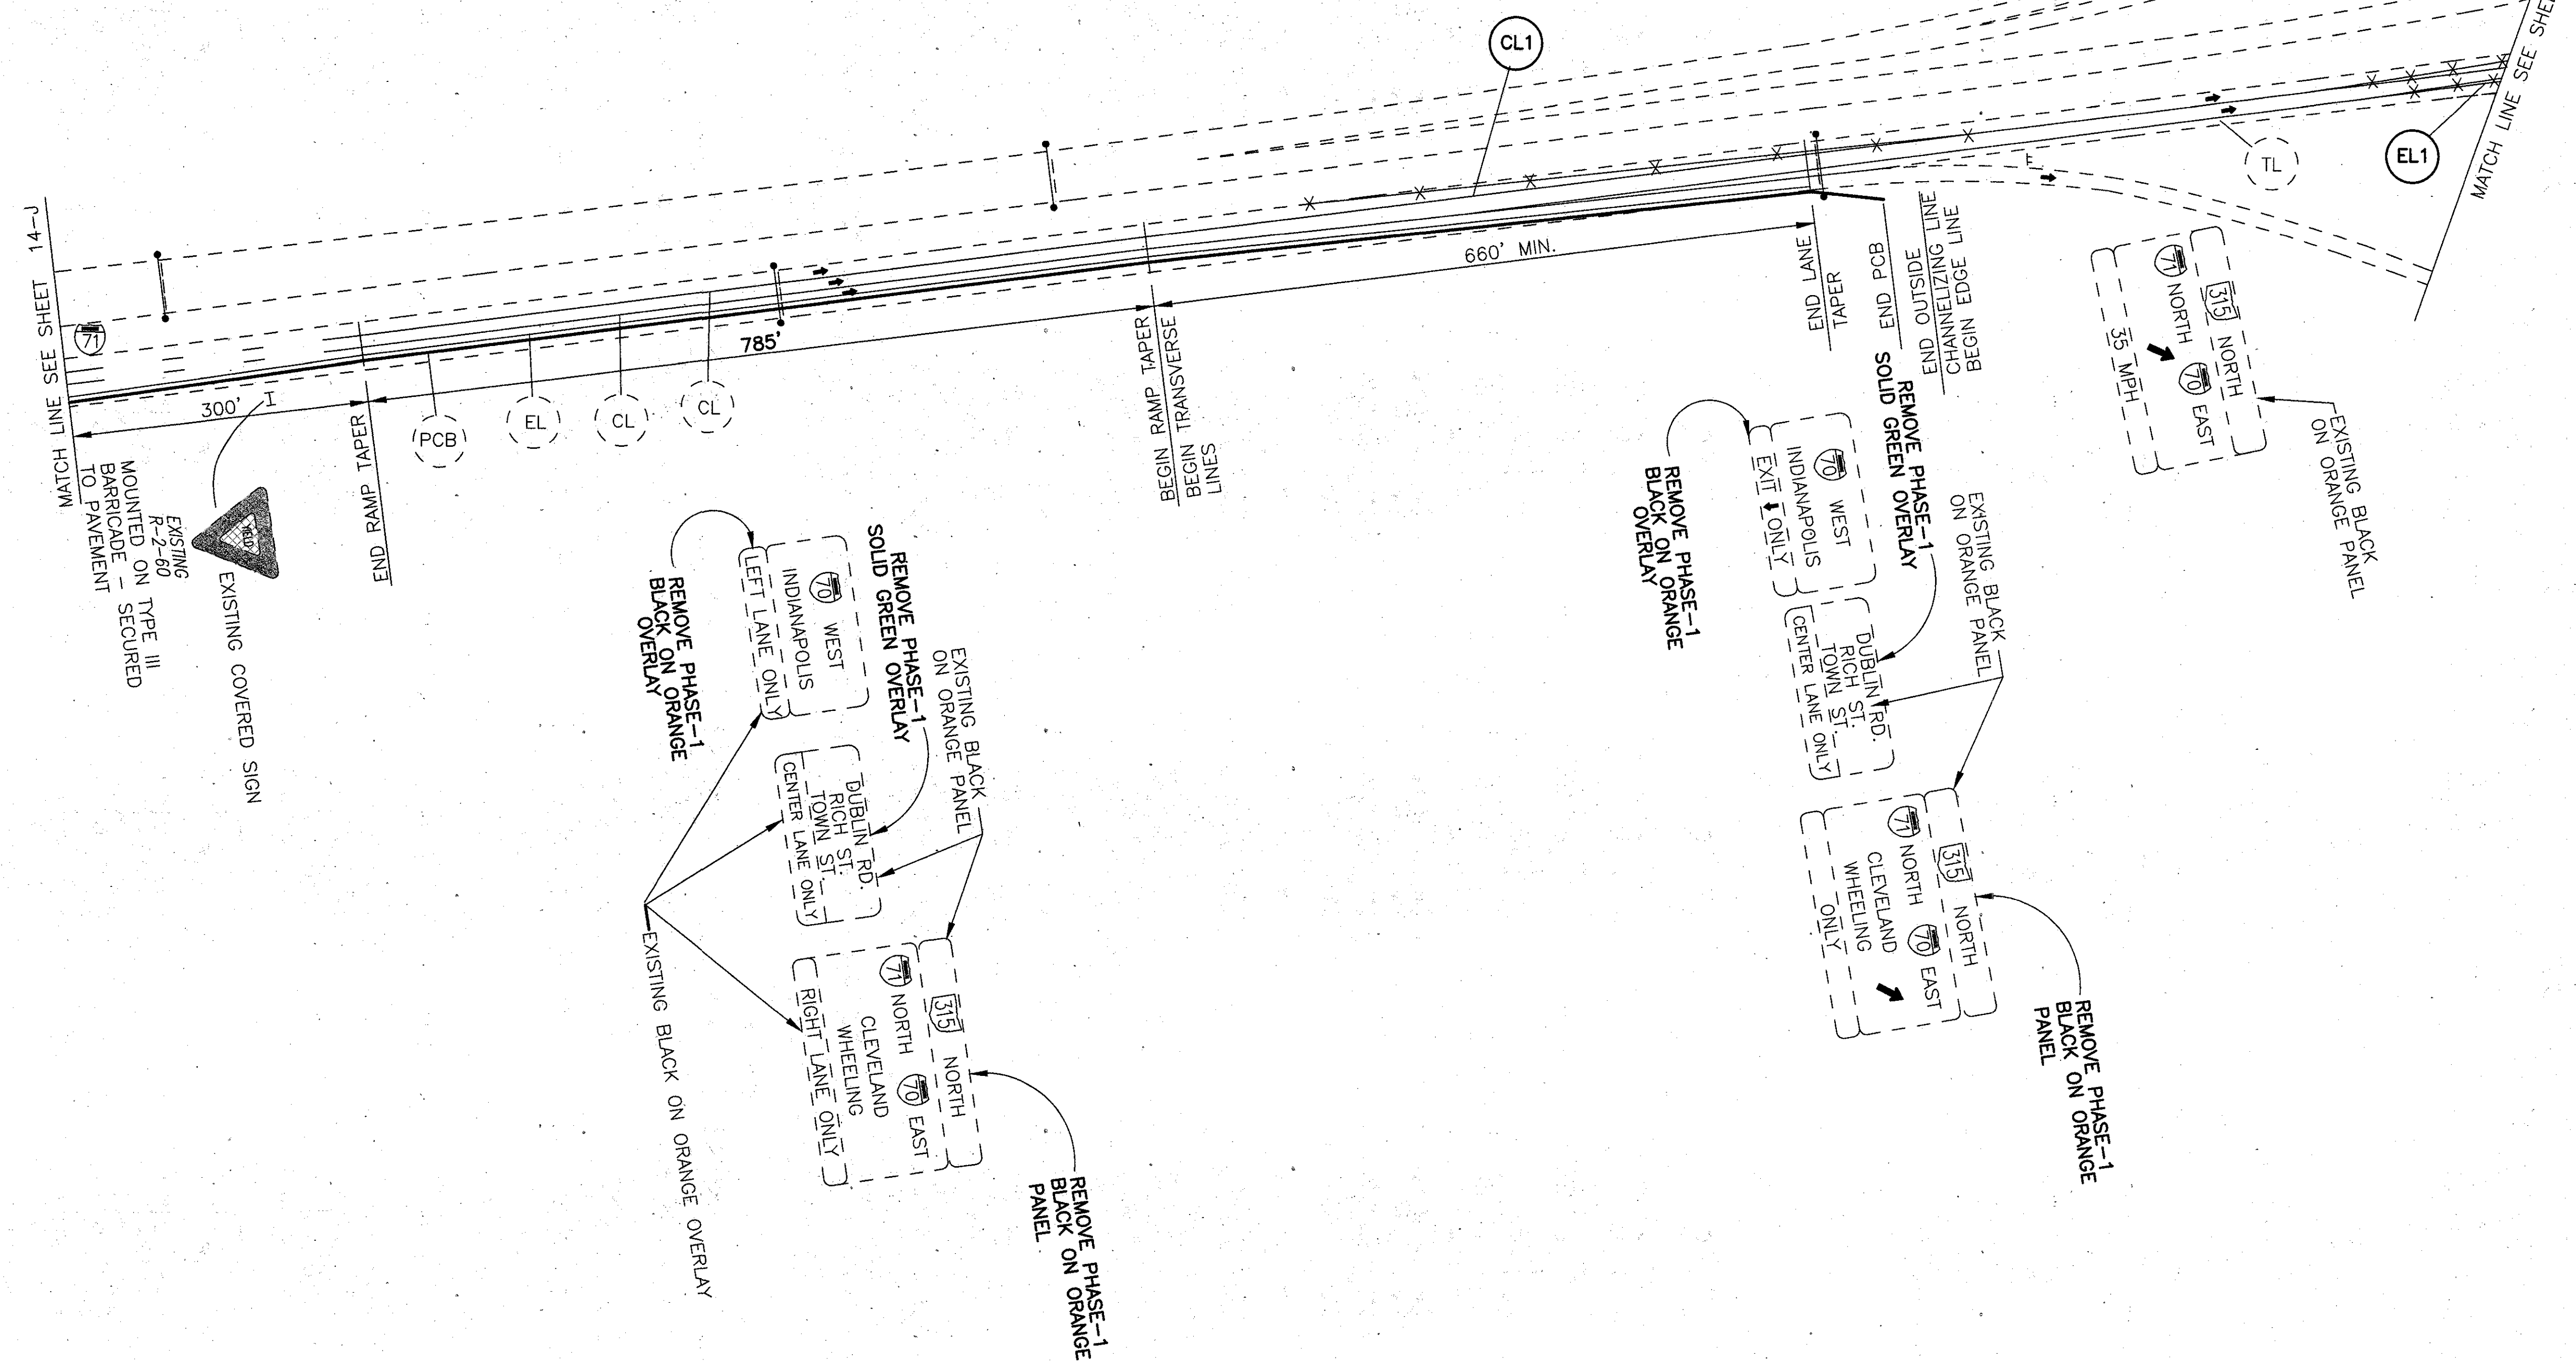 CL1
MATCH LINE SEE SHEET
EL1
TL
MATCH LINE SEE SHEET 14-J
71
300'
785'
660' MIN.
PCB
EL
CL
CL
END RAMP TAPER
BEGIN RAMP TAPER
BEGIN TRANSVERSE
LINES
END LANE
TAPER
END PCB
END OUTSIDE
CHANNELIZING LINE
BEGIN EDGE LINE
EXISTING
R-2-60
MOUNTED ON TYPE III
BARRICADE - SECURED
TO PAVEMENT
YIELD
EXISTING COVERED SIGN
REMOVE PHASE-1
BLACK ON ORANGE
OVERLAY
70 WEST
INDIANAPOLIS
LEFT LANE ONLY
REMOVE PHASE-1
SOLID GREEN OVERLAY
EXISTING BLACK
ON ORANGE PANEL
DUBLIN RD.
RICH ST.
TOWN ST.
CENTER LANE ONLY
315 NORTH
71 NORTH 70 EAST
CLEVELAND
WHEELING
RIGHT LANE ONLY
REMOVE PHASE-1
BLACK ON ORANGE
PANEL
EXISTING BLACK ON ORANGE OVERLAY
REMOVE PHASE-1
BLACK ON ORANGE
OVERLAY
70 WEST
INDIANAPOLIS
EXIT ONLY
REMOVE PHASE-1
SOLID GREEN OVERLAY
EXISTING BLACK
ON ORANGE PANEL
DUBLIN RD.
RICH ST.
TOWN ST.
CENTER LANE ONLY
315 NORTH
71 NORTH 70 EAST
CLEVELAND
WHEELING
ONLY
REMOVE PHASE-1
BLACK ON ORANGE
PANEL
315 NORTH
71 NORTH 70 EAST
35 MPH
EXISTING BLACK
ON ORANGE PANEL